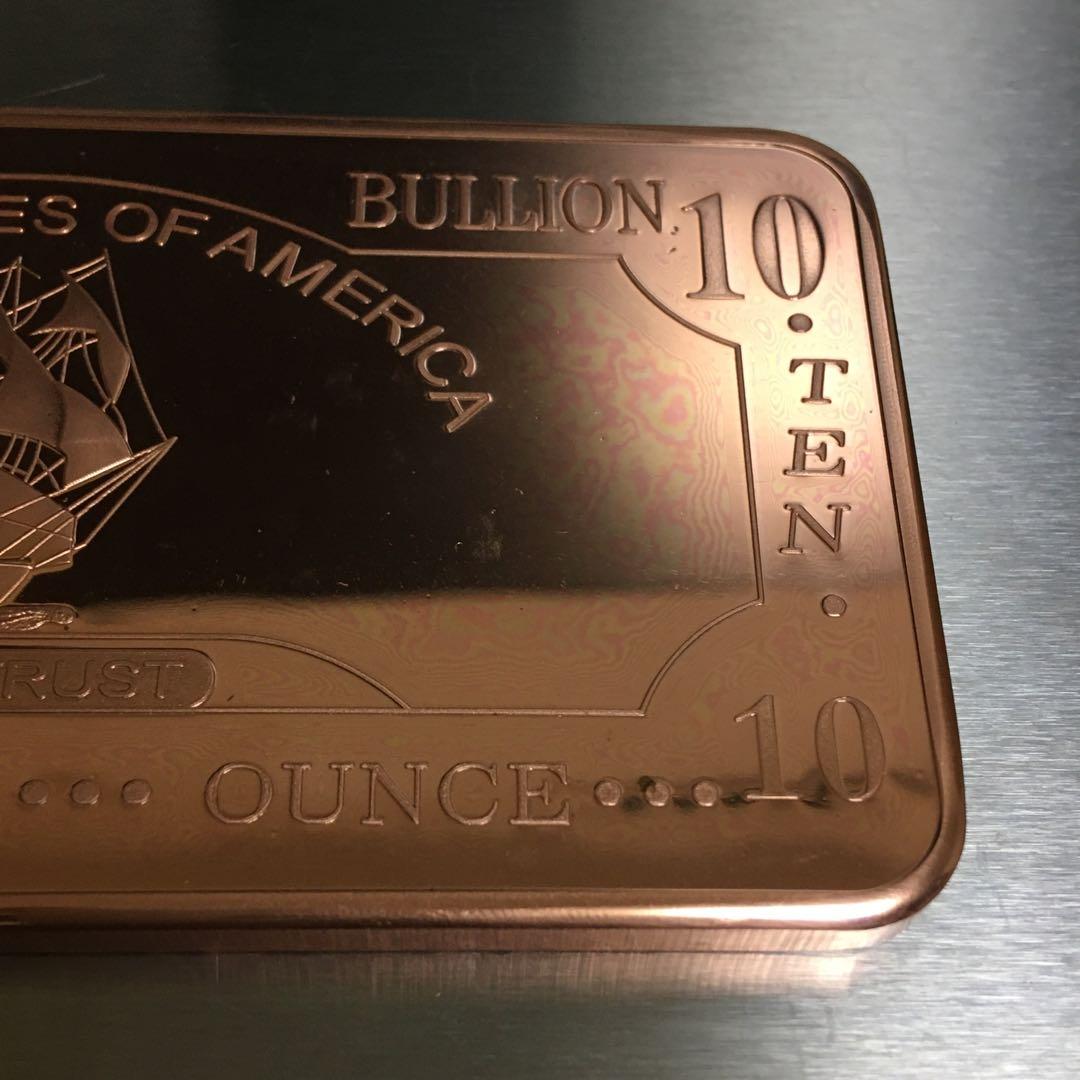 ES OF AMERICA
BULLION
10
• TEN •
RUST
••• OUNCE •••
10